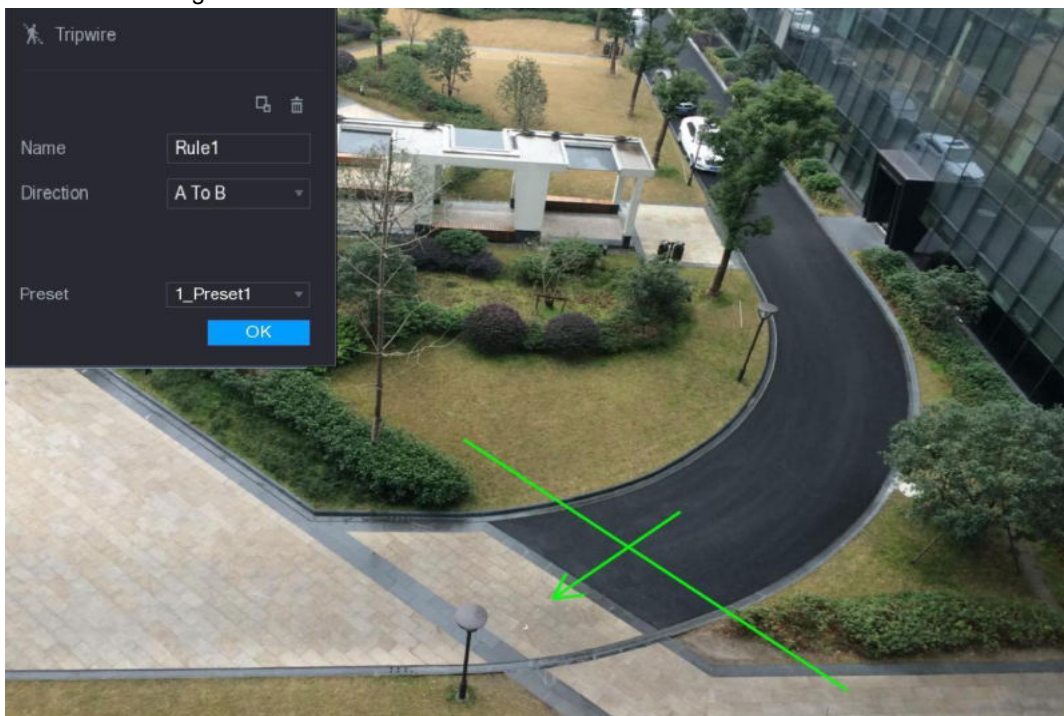 Tripwire
Name Rule1
Direction A To B
Preset 1_Preset1
OK